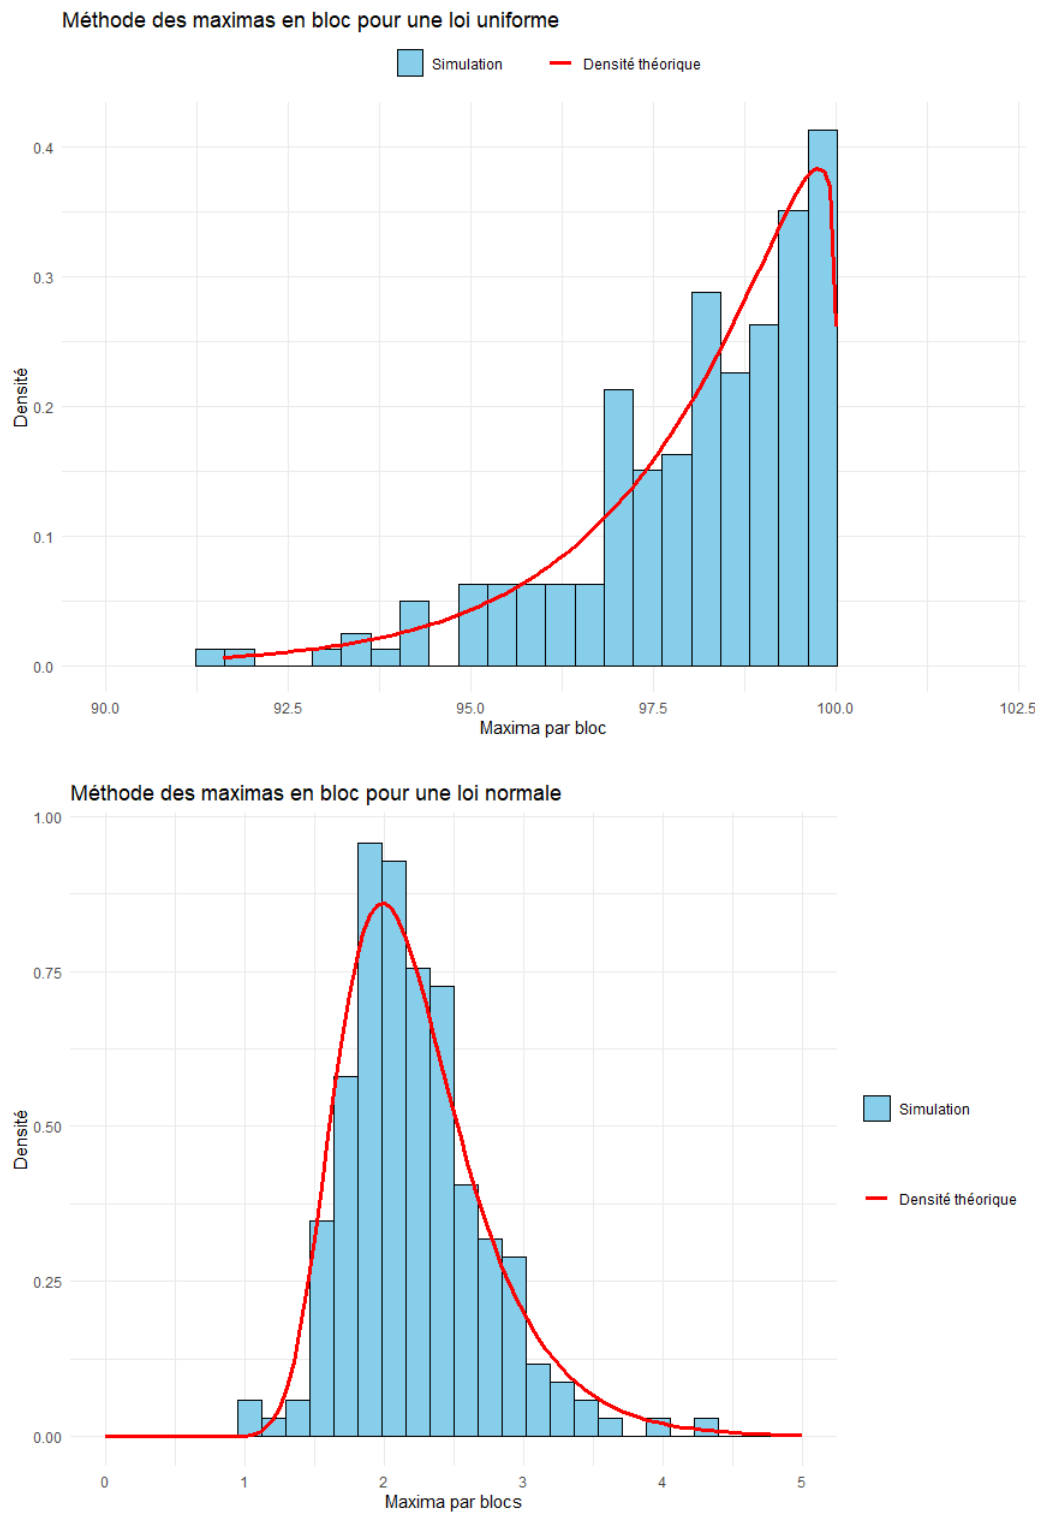 Méthode des maximas en bloc pour une loi uniforme
Simulation
Densité théorique
Densité
0.4
0.3
0.2
0.1
0.0
90.0 92.5 95.0 97.5 100.0 102.5
Maxima par bloc
Méthode des maximas en bloc pour une loi normale
Densité
1.00
0.75
0.50
0.25
0.00
0 1 2 3 4 5
Maxima par blocs
Simulation
Densité théorique